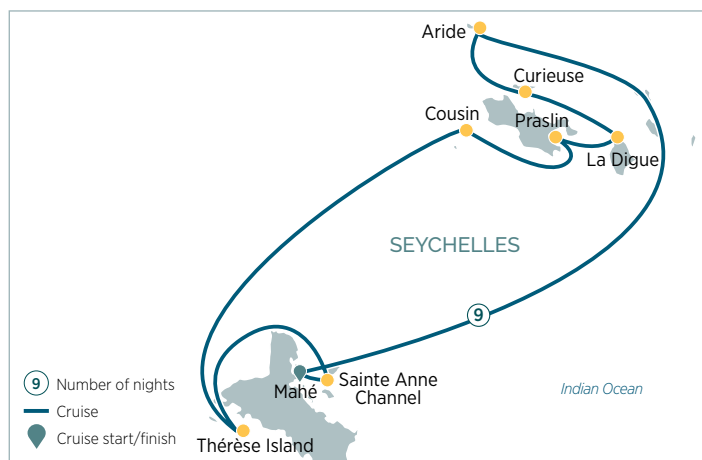 Aride
Curieuse
Cousin
Praslin
La Digue
SEYCHELLES
9
9 Number of nights
Cruise
Cruise start/finish
Mahé
Sainte Anne
Channel
Indian Ocean
Thérèse Island